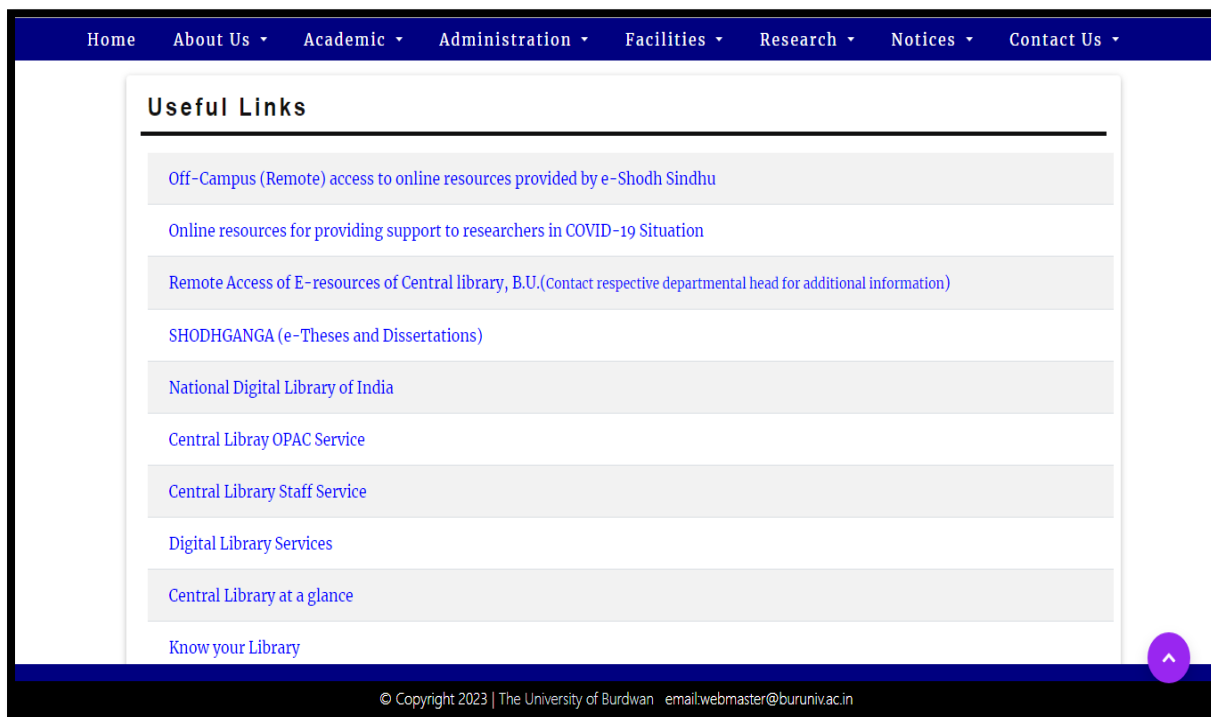 Home About Us Academic Administration Facilities Research Notices Contact Us
Useful Links
Off-Campus (Remote) access to online resources provided by e-Shodh Sindhu
Online resources for providing support to researchers in COVID-19 Situation
Remote Access of E-resources of Central library, B.U.(Contact respective departmental head for additional information)
SHODHGANGA (e-Theses and Dissertations)
National Digital Library of India
Central Libray OPAC Service
Central Library Staff Service
Digital Library Services
Central Library at a glance
Know your Library
© Copyright 2023 | The University of Burdwan email:webmaster@buruniv.ac.in